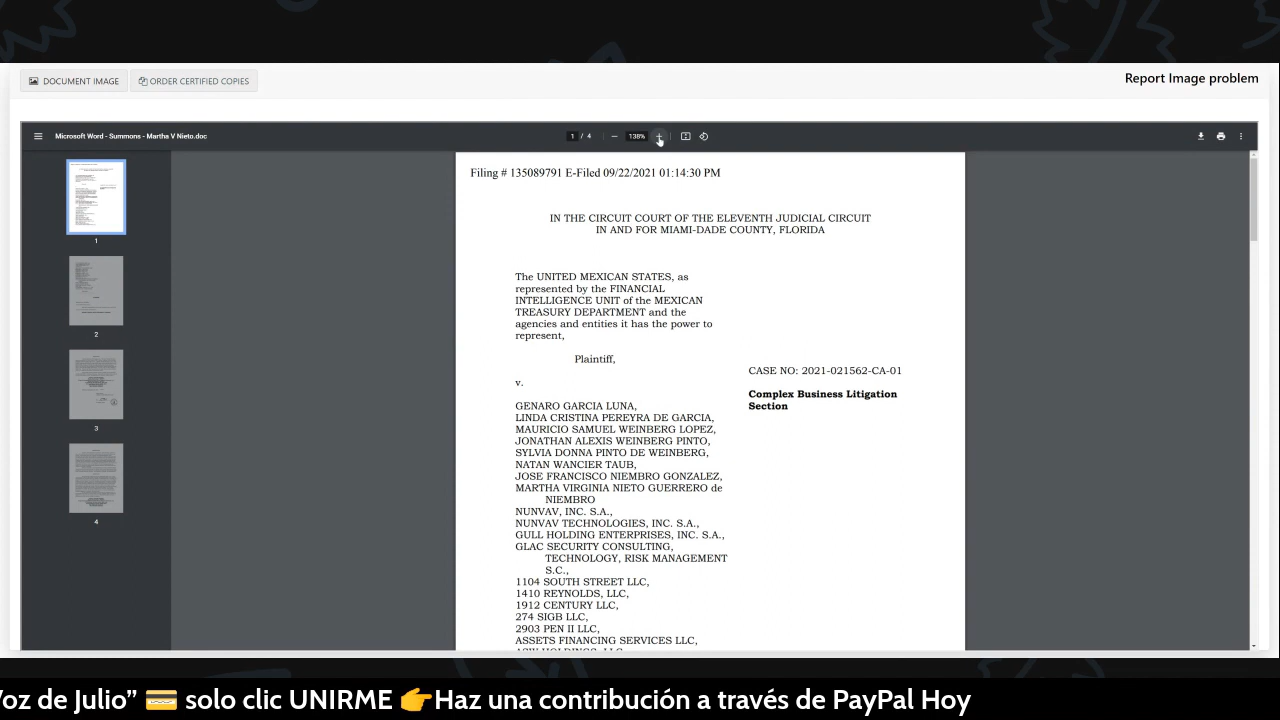 DOCUMENT IMAGE
ORDER CERTIFIED COPIES
Report Image problem
Microsoft Word - Summons - Martha V Nieto.doc
1 / 4
138%
1
2
3
4
Filing # 135089791 E-Filed 09/22/2021 01:14:30 PM
IN THE CIRCUIT COURT OF THE ELEVENTH JUDICIAL CIRCUIT
IN AND FOR MIAMI-DADE COUNTY, FLORIDA
The UNITED MEXICAN STATES, as
represented by the FINANCIAL
INTELLIGENCE UNIT of the MEXICAN
TREASURY DEPARTMENT and the
agencies and entities it has the power to
represent,
Plaintiff,
v.
CASE NO: 2021-021562-CA-01
Complex Business Litigation
Section
GENARO GARCIA LUNA,
LINDA CRISTINA PEREYRA DE GARCIA,
MAURICIO SAMUEL WEINBERG LOPEZ,
JONATHAN ALEXIS WEINBERG PINTO,
SYLVIA DONNA PINTO DE WEINBERG,
NATAN WANCIER TAUB,
JOSE FRANCISCO NIEMBRO GONZALEZ,
MARTHA VIRGINIA NIETO GUERRERO de
NIEMBRO
NUNVAV, INC. S.A.,
NUNVAV TECHNOLOGIES, INC. S.A.,
GULL HOLDING ENTERPRISES, INC. S.A.,
GLAC SECURITY CONSULTING,
TECHNOLOGY, RISK MANAGEMENT
S.C.,
1104 SOUTH STREET LLC,
1410 REYNOLDS, LLC,
1912 CENTURY LLC,
274 SIGB LLC,
2903 PEN II LLC,
ASSETS FINANCING SERVICES LLC,
Voz de Julio” 💳 solo clic UNIRME 👉Haz una contribución a través de PayPal Hoy